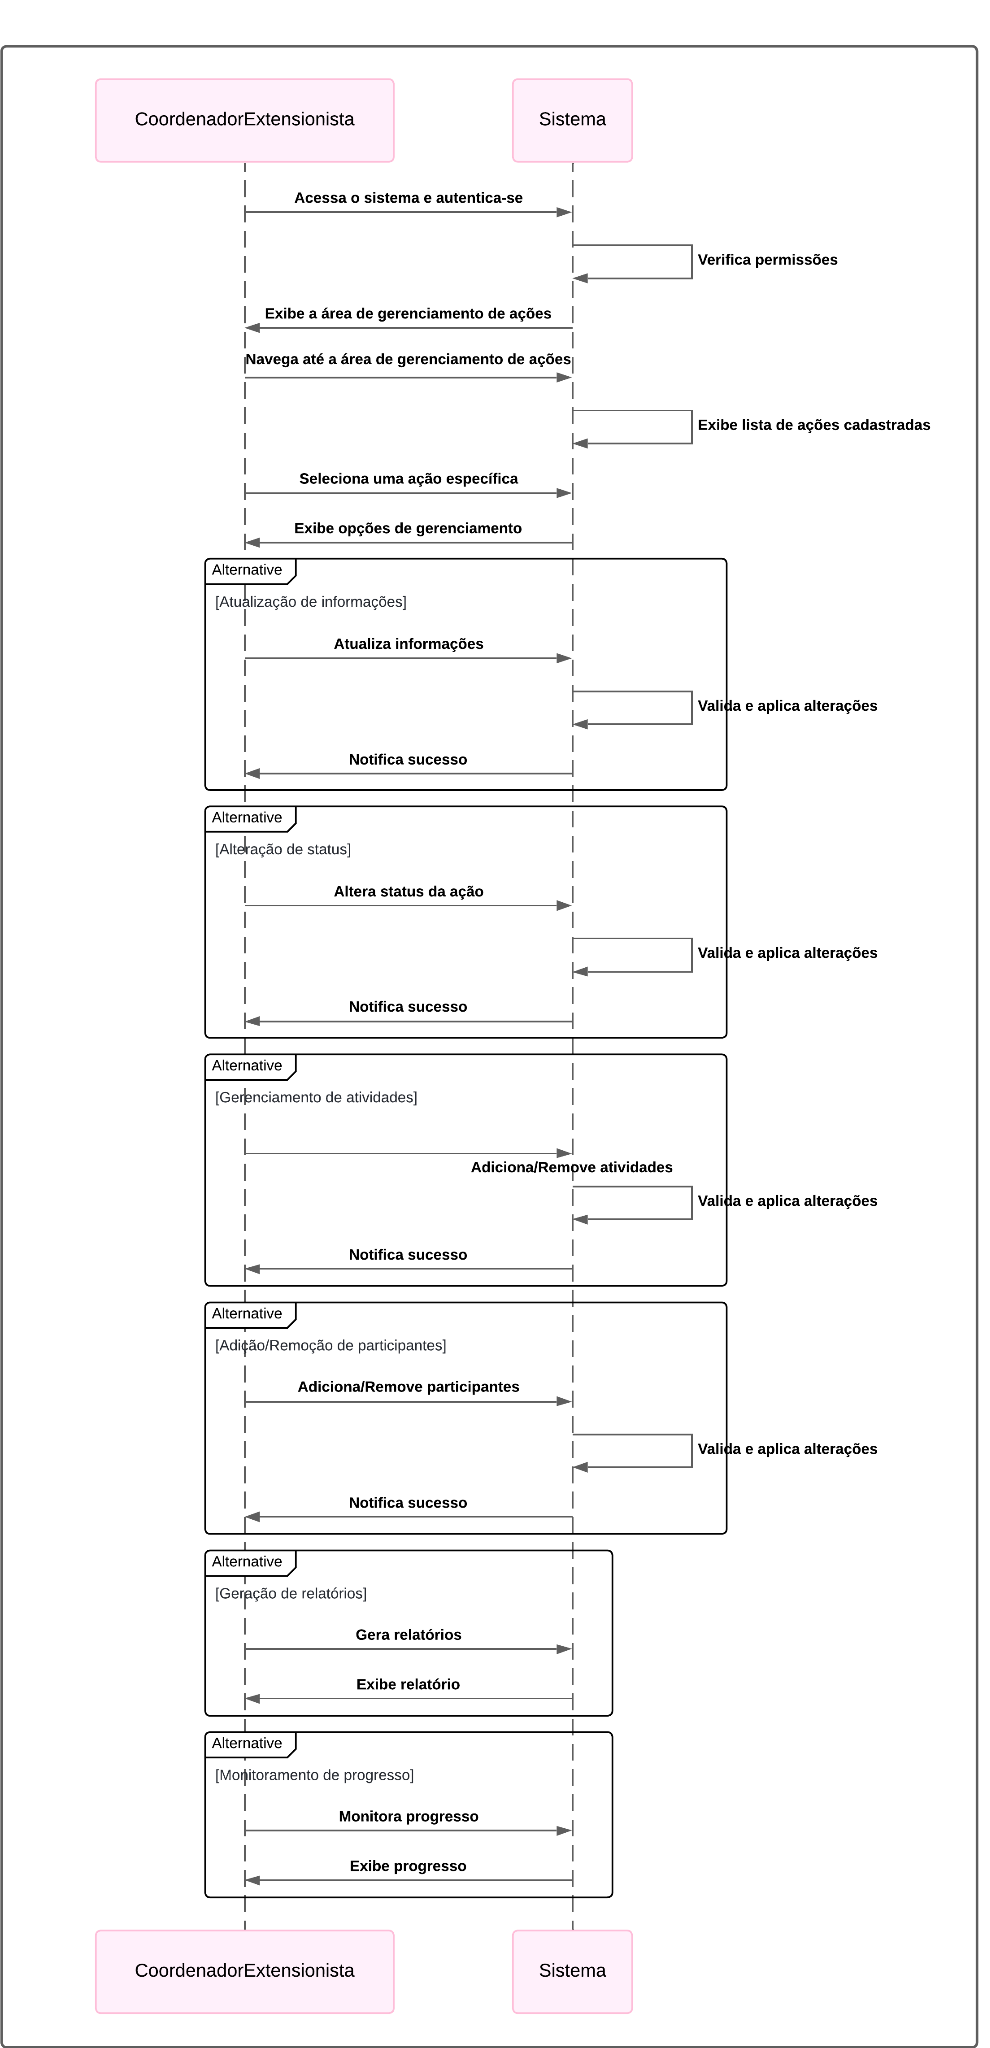 CoordenadorExtensionista
Sistema
Acessa o sistema e autentica-se
Verifica permissões
Exibe a área de gerenciamento de ações
Navega até a área de gerenciamento de ações
Exibe lista de ações cadastradas
Seleciona uma ação específica
Exibe opções de gerenciamento
Alternative
[Atualização de informações]
Atualiza informações
Valida e aplica alterações
Notifica sucesso
Alternative
[Alteração de status]
Altera status da ação
Valida e aplica alterações
Notifica sucesso
Alternative
[Gerenciamento de atividades]
Adiciona/Remove atividades
Valida e aplica alterações
Notifica sucesso
Alternative
[Adição/Remoção de participantes]
Adiciona/Remove participantes
Valida e aplica alterações
Notifica sucesso
Alternative
[Geração de relatórios]
Gera relatórios
Exibe relatório
Alternative
[Monitoramento de progresso]
Monitora progresso
Exibe progresso
CoordenadorExtensionista
Sistema